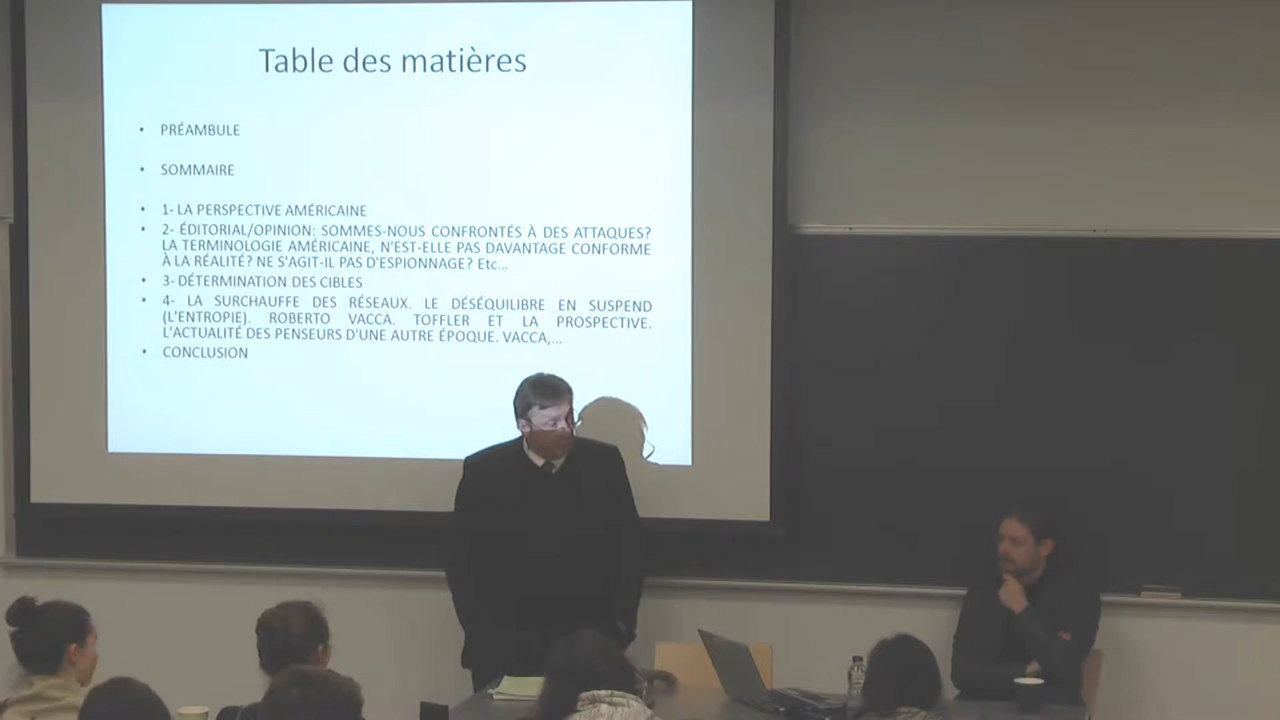 Table des matières
• PRÉAMBULE
• SOMMAIRE
• 1- LA PERSPECTIVE AMÉRICAINE
• 2- ÉDITORIAL/OPINION: SOMMES-NOUS CONFRONTÉS À DES ATTAQUES?
LA TERMINOLOGIE AMÉRICAINE, N'EST-ELLE PAS DAVANTAGE CONFORME
À LA RÉALITÉ? NE S'AGIT-IL PAS D'ESPIONNAGE? Etc...
• 3- DÉTERMINATION DES CIBLES
• 4- LA SURCHAUFFE DES RÉSEAUX. LE DÉSÉQUILIBRE EN SUSPEND
(L'ENTROPIE). ROBERTO VACCA. TOFFLER ET LA PROSPECTIVE.
L'ACTUALITÉ DES PENSEURS D'UNE AUTRE ÉPOQUE. VACCA,...
• CONCLUSION